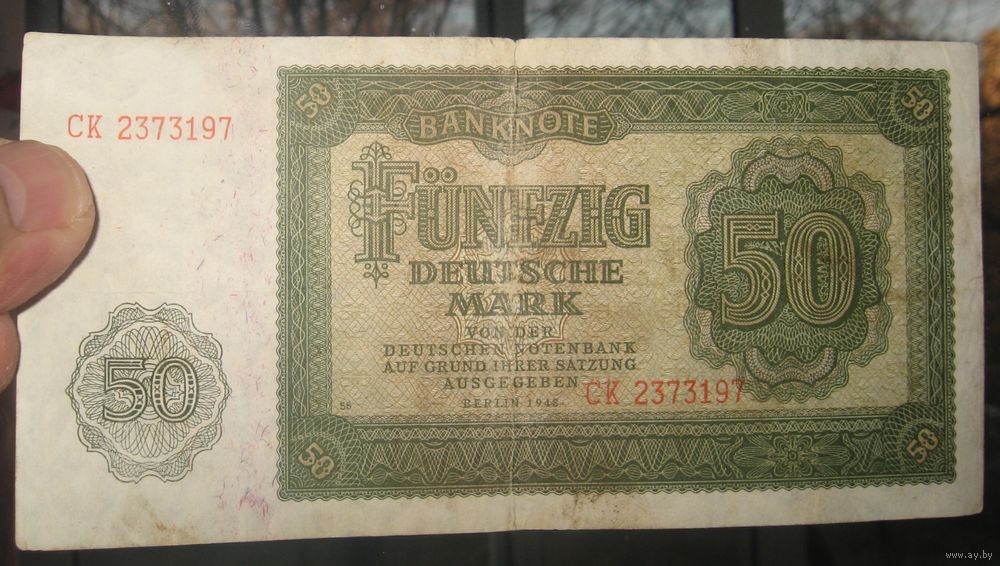 50 50
BANKNOTE
CK 2373197
FÜNFZIG
DEUTSCHE
MARK
50
VON DER
DEUTSCHEN NOTENBANK
AUF GRUND IHRER SATZUNG
AUSGEGEBEN
CK 2373197
56 BERLIN 1948
50
50 50
www.ay.by